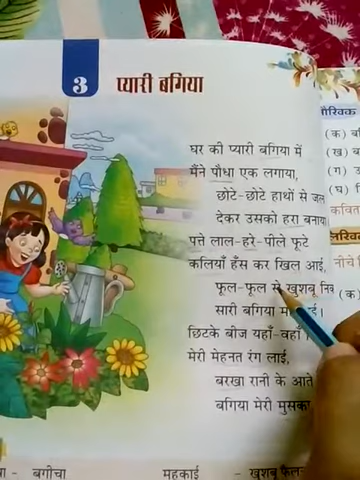 3
प्यारी बगिया
घर की प्यारी बगिया में
मैंने पौधा एक लगाया,
छोटे-छोटे हाथों से जल
देकर उसको हरा बनाया
पत्ते लाल-हरे-पीले फूटे
कलियाँ हँस कर खिल आईं,
फूल-फूल से खुशबू
सारी बगिया
छिटके बीज यहाँ-वहाँ
मेरी मेहनत रंग लाई,
बरखा रानी के आते
बगिया मेरी
बगीचा
महकाई - खुशबू
मौखिक
(क)
(ख)
(ग)
(घ)
लिखित
(क)